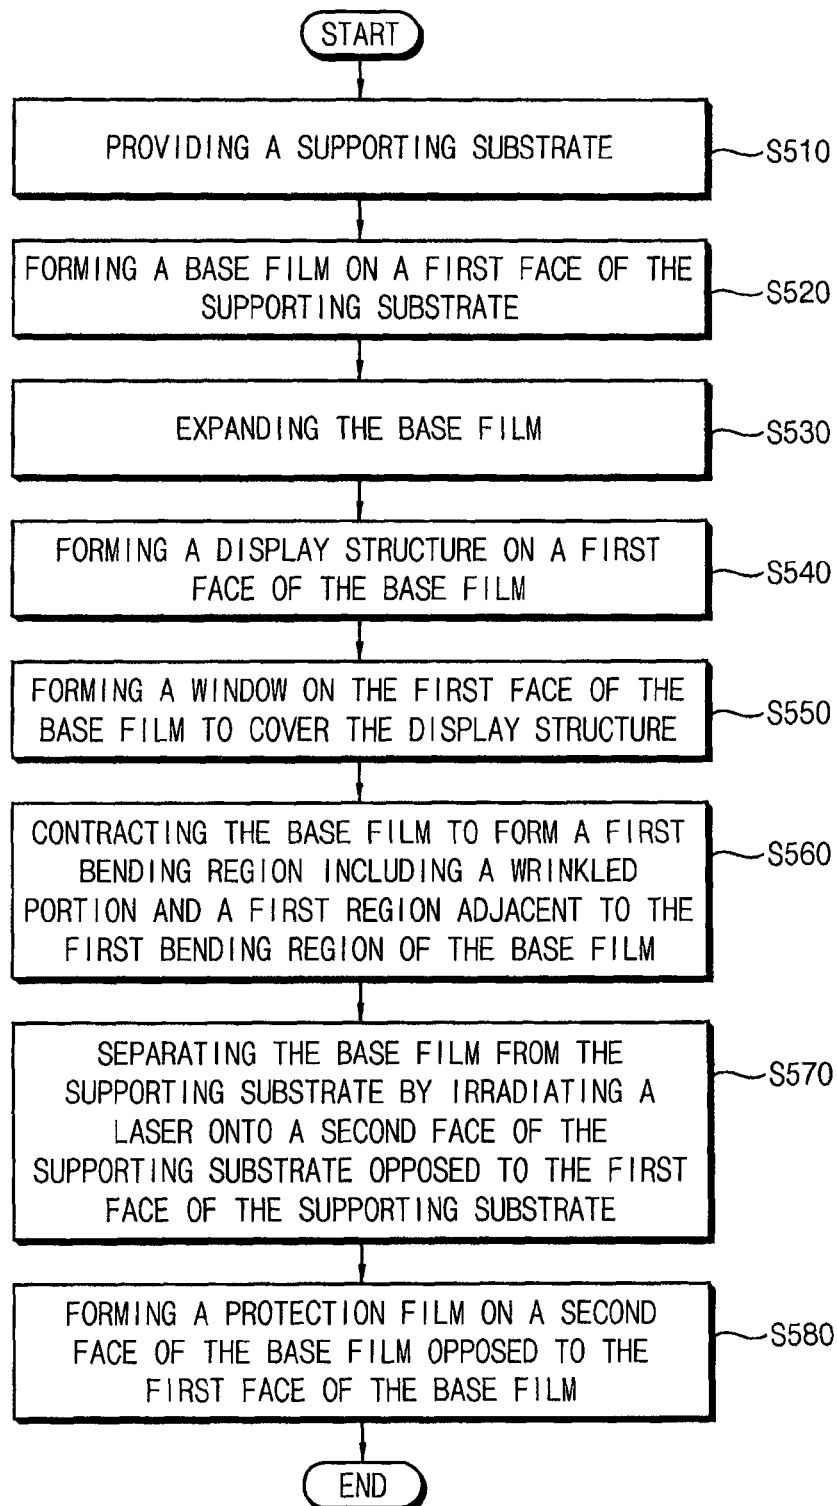 START
PROVIDING A SUPPORTING SUBSTRATE
S510
FORMING A BASE FILM ON A FIRST FACE OF THE
SUPPORTING SUBSTRATE
S520
EXPANDING THE BASE FILM
S530
FORMING A DISPLAY STRUCTURE ON A FIRST
FACE OF THE BASE FILM
S540
FORMING A WINDOW ON THE FIRST FACE OF THE
BASE FILM TO COVER THE DISPLAY STRUCTURE
S550
CONTRACTING THE BASE FILM TO FORM A FIRST
BENDING REGION INCLUDING A WRINKLED
PORTION AND A FIRST REGION ADJACENT TO THE
FIRST BENDING REGION OF THE BASE FILM
S560
SEPARATING THE BASE FILM FROM THE
SUPPORTING SUBSTRATE BY IRRADIATING A
LASER ONTO A SECOND FACE OF THE
SUPPORTING SUBSTRATE OPPOSED TO THE FIRST
FACE OF THE SUPPORTING SUBSTRATE
S570
FORMING A PROTECTION FILM ON A SECOND
FACE OF THE BASE FILM OPPOSED TO THE
FIRST FACE OF THE BASE FILM
S580
END